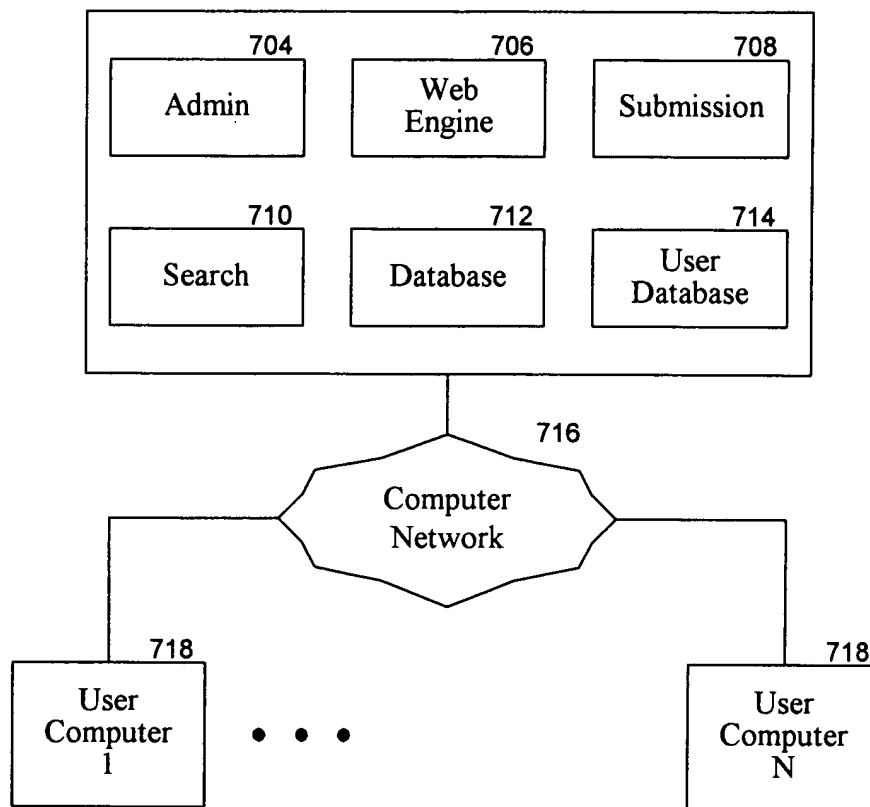 704
706
708
Admin
Web
Engine
Submission
710
712
714
Search
Database
User
Database
716
Computer
Network
718
718
User
Computer
1
User
Computer
N